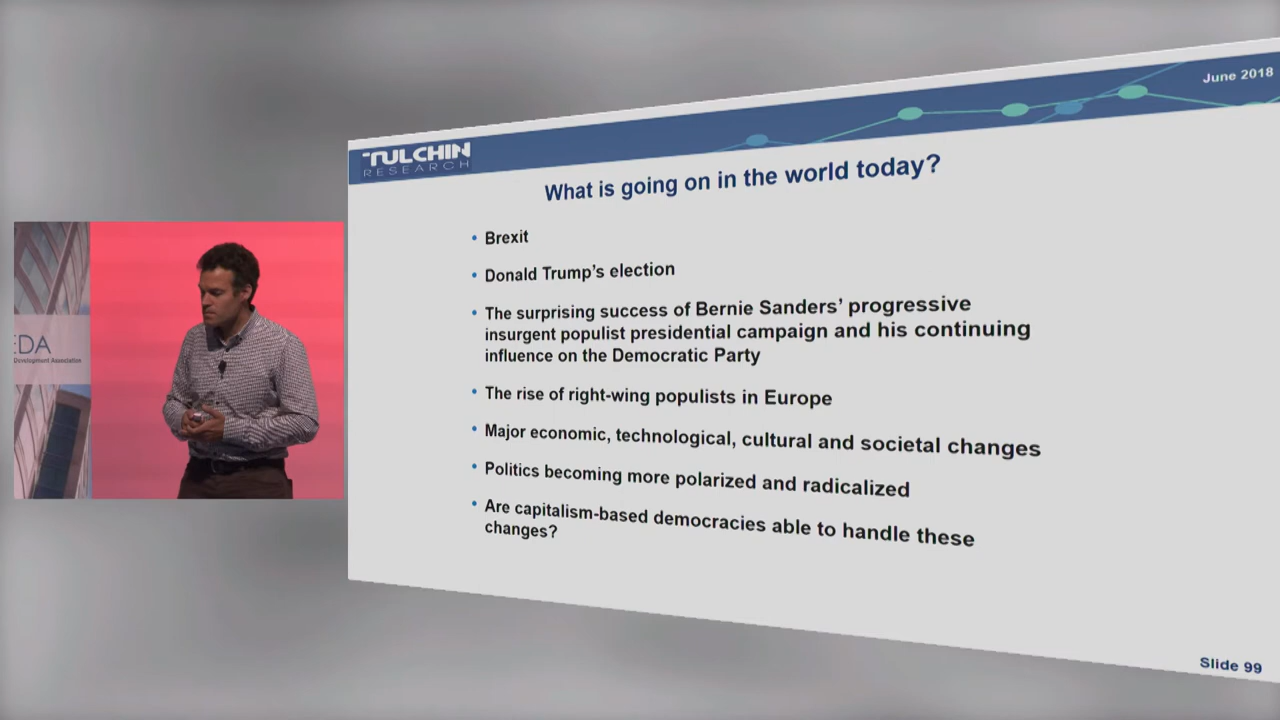 June 2018
TULCHIN
RESEARCH
What is going on in the world today?
• Brexit
• Donald Trump's election
• The surprising success of Bernie Sanders' progressive
insurgent populist presidential campaign and his continuing
influence on the Democratic Party
• The rise of right-wing populists in Europe
• Major economic, technological, cultural and societal changes
• Politics becoming more polarized and radicalized
• Are capitalism-based democracies able to handle these
changes?
EDA
Development Association
Slide 99